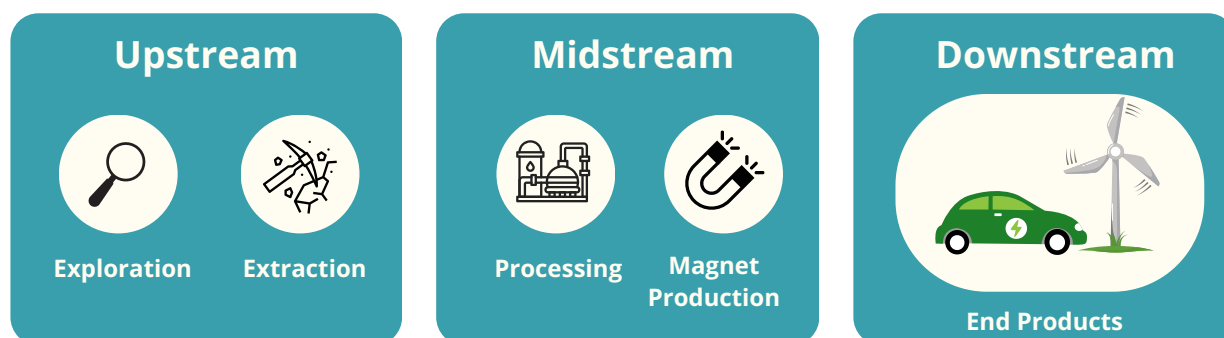 Upstream
Exploration
Extraction
Midstream
Processing
Magnet
Production
Downstream
End Products